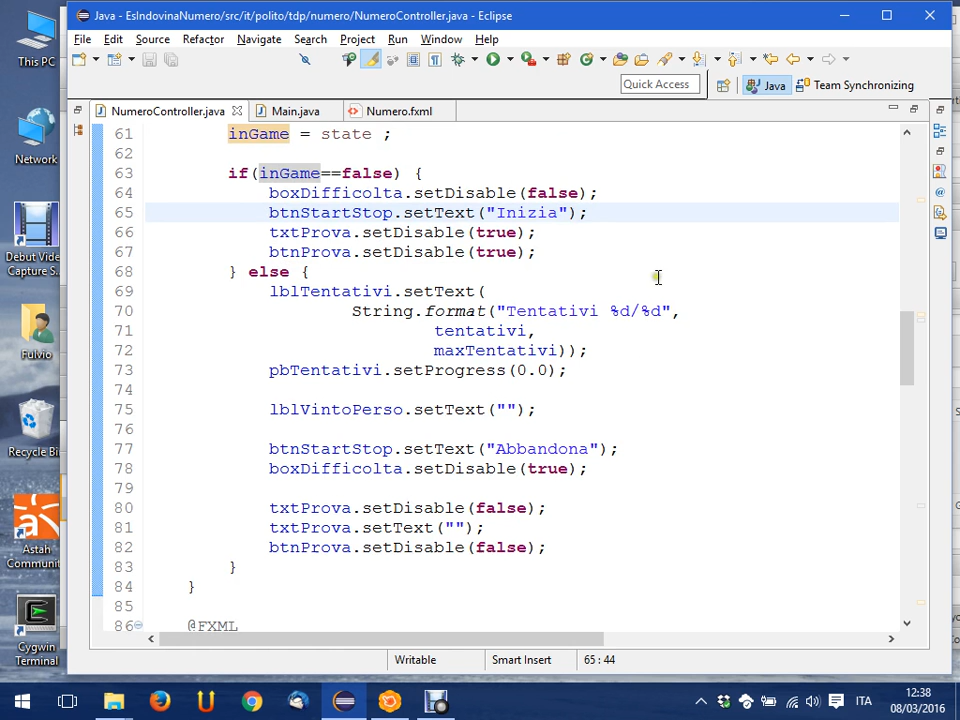 This PC
Network
Debut Vide
Capture S...
Fulvio
Recycle Bi
Astah
Communi
Cygwin
Terminal
Java - EsIndovinaNumero/src/it/polito/tdp/numero/NumeroController.java - Eclipse
File Edit Source Refactor Navigate Search Project Run Window Help
Quick Access Java Team Synchronizing
NumeroController.java Main.java Numero.fxml
61 inGame = state ;
62
63 if(inGame==false) {
64 boxDifficolta.setDisable(false);
65 btnStartStop.setText("Inizia");
66 txtProva.setDisable(true);
67 btnProva.setDisable(true);
68 } else {
69 lblTentativi.setText(
70 String.format("Tentativi %d/%d",
71 tentativi,
72 maxTentativi));
73 pbTentativi.setProgress(0.0);
74
75 lblVintoPerso.setText("");
76
77 btnStartStop.setText("Abbandona");
78 boxDifficolta.setDisable(true);
79
80 txtProva.setDisable(false);
81 txtProva.setText("");
82 btnProva.setDisable(false);
83 }
84 }
85
86 @FXML
Writable Smart Insert 65 : 44
ITA
12:38
08/03/2016